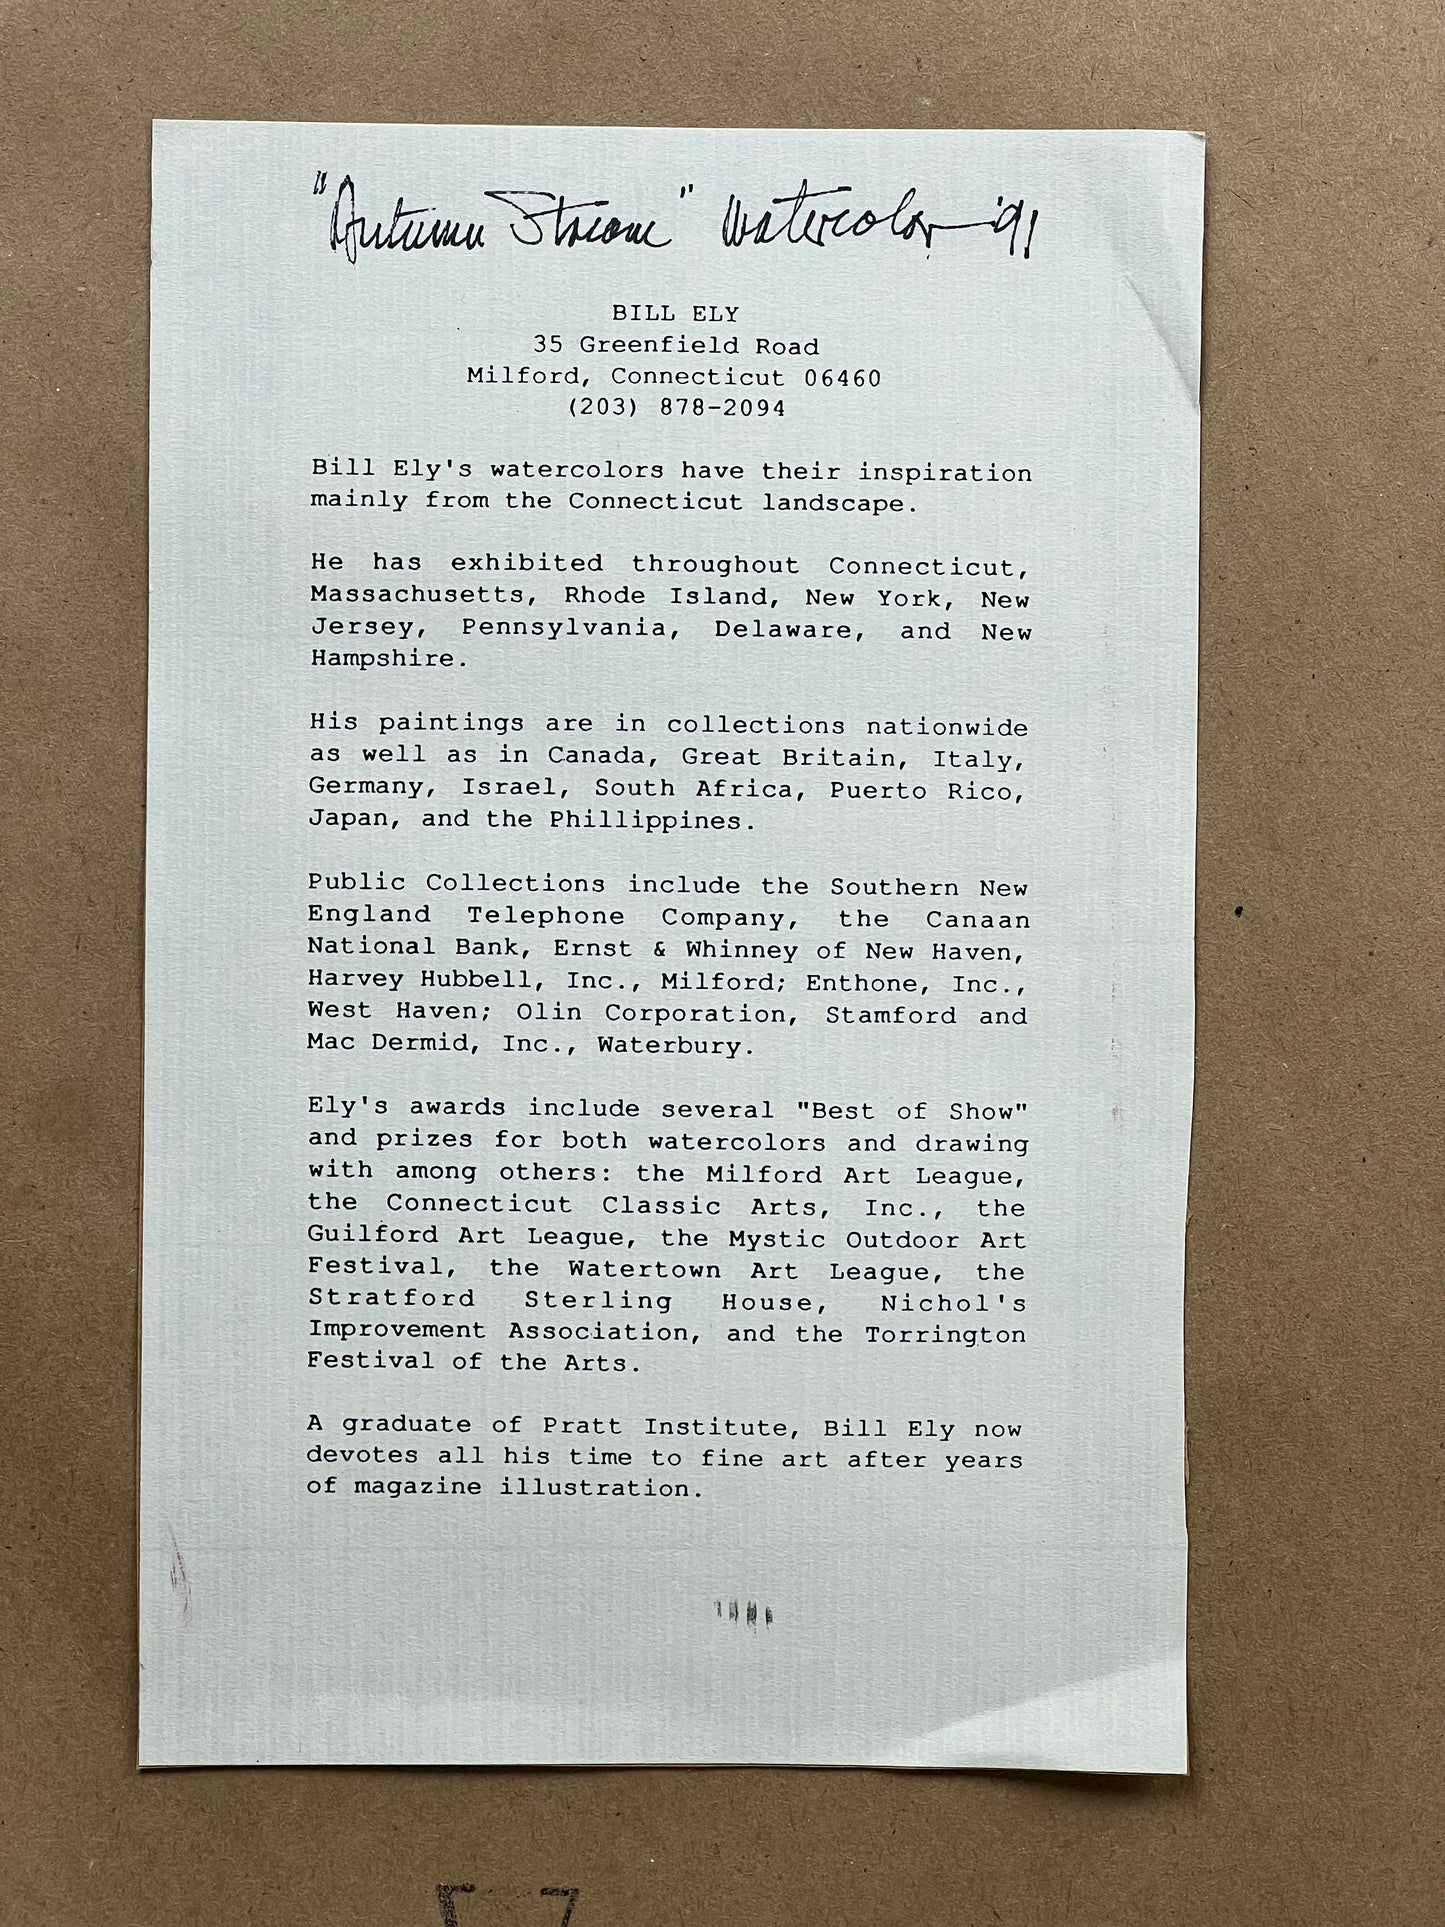 "Autumn Stream" Watercolor '91
BILL ELY
35 Greenfield Road
Milford, Connecticut 06460
(203) 878-2094
Bill Ely's watercolors have their inspiration
mainly from the Connecticut landscape.
He has exhibited throughout Connecticut,
Massachusetts, Rhode Island, New York, New
Jersey, Pennsylvania, Delaware, and New
Hampshire.
His paintings are in collections nationwide
as well as in Canada, Great Britain, Italy,
Germany, Israel, South Africa, Puerto Rico,
Japan, and the Phillippines.
Public Collections include the Southern New
England Telephone Company, the Canaan
National Bank, Ernst & Whinney of New Haven,
Harvey Hubbell, Inc., Milford; Enthone, Inc.,
West Haven; Olin Corporation, Stamford and
Mac Dermid, Inc., Waterbury.
Ely's awards include several "Best of Show"
and prizes for both watercolors and drawing
with among others: the Milford Art League,
the Connecticut Classic Arts, Inc., the
Guilford Art League, the Mystic Outdoor Art
Festival, the Watertown Art League, the
Stratford Sterling House, Nichol's
Improvement Association, and the Torrington
Festival of the Arts.
A graduate of Pratt Institute, Bill Ely now
devotes all his time to fine art after years
of magazine illustration.